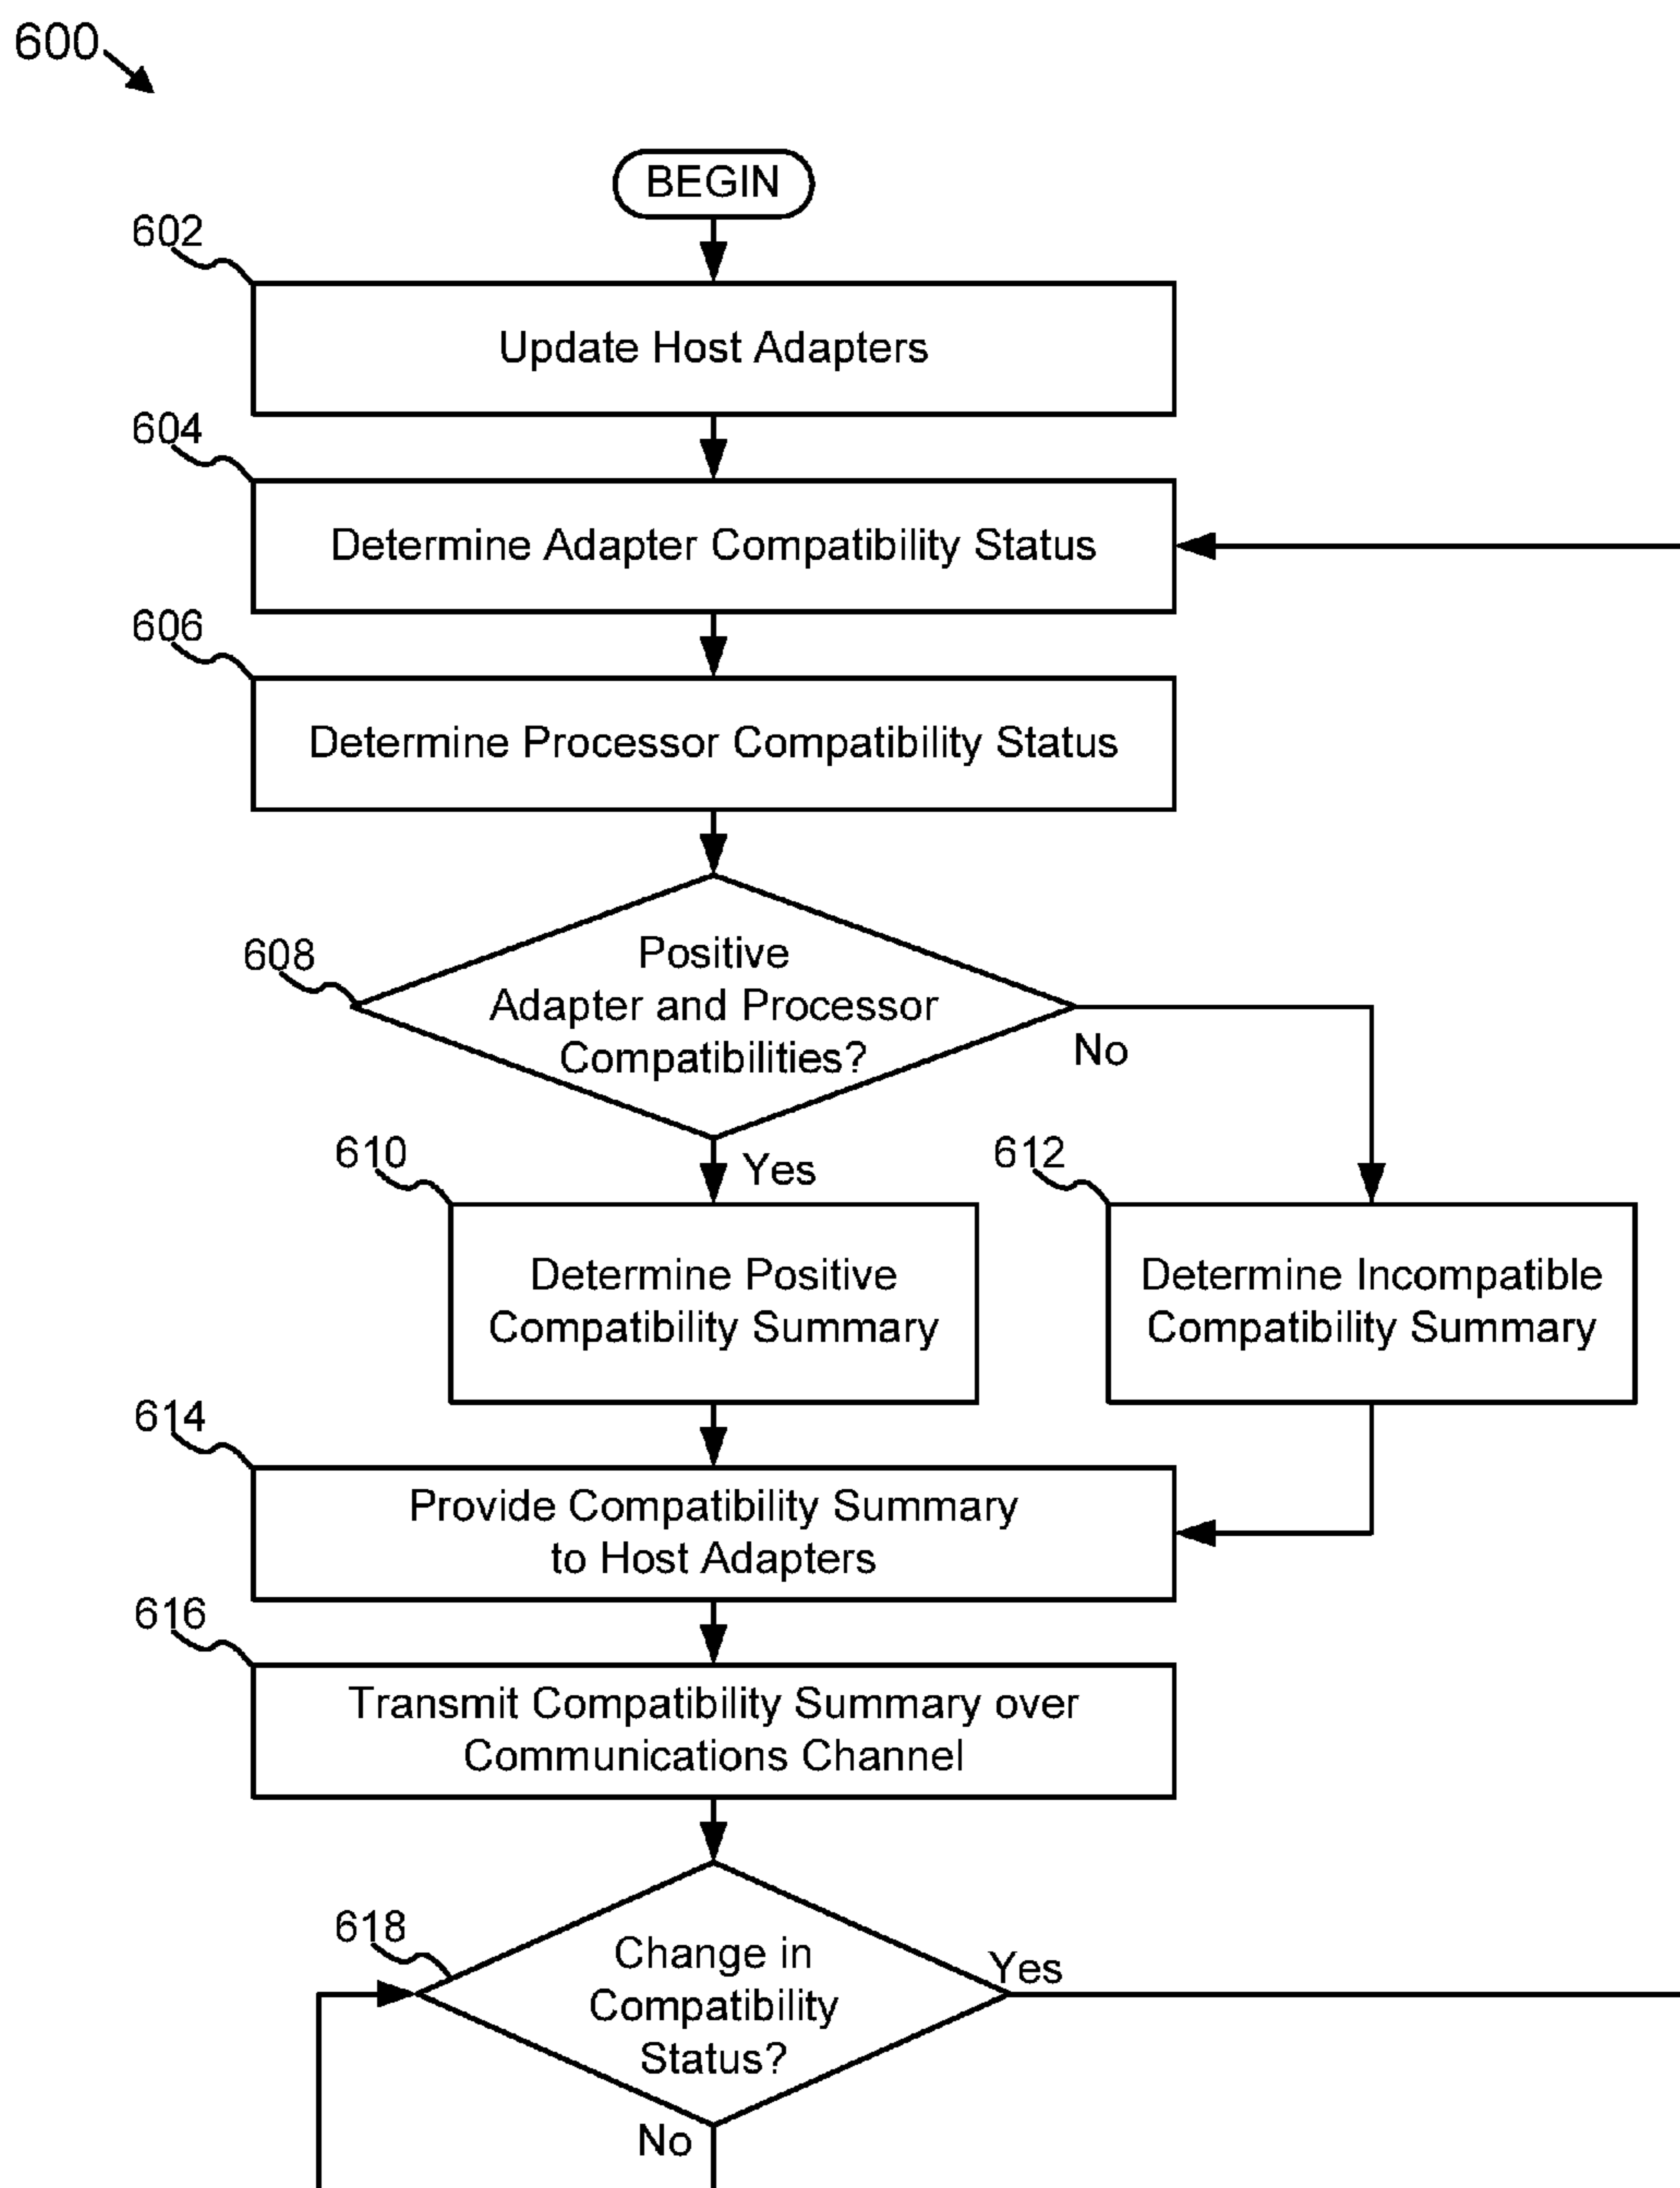 600
BEGIN
602
Update Host Adapters
604
Determine Adapter Compatibility Status
606
Determine Processor Compatibility Status
608
Positive
Adapter and Processor
Compatibilities?
No
Yes
610
Determine Positive
Compatibility Summary
612
Determine Incompatible
Compatibility Summary
614
Provide Compatibility Summary
to Host Adapters
616
Transmit Compatibility Summary over
Communications Channel
618
Change in
Compatibility
Status?
Yes
No